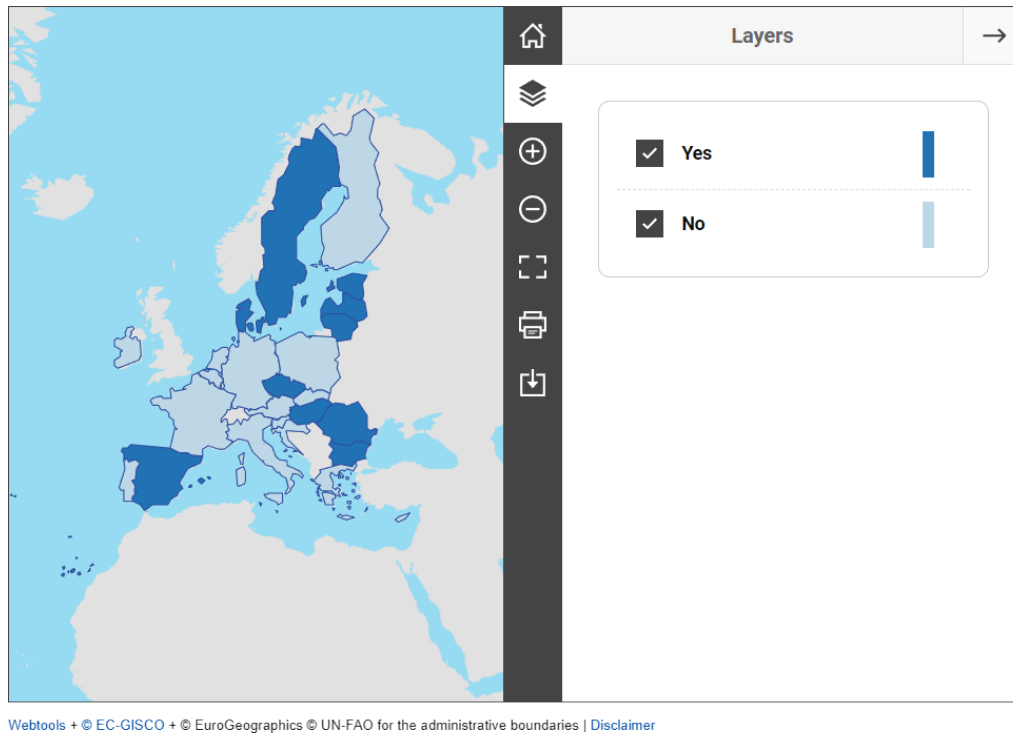 Layers
Yes
No
Webtools + © EC-GISCO + © EuroGeographics © UN-FAO for the administrative boundaries | Disclaimer